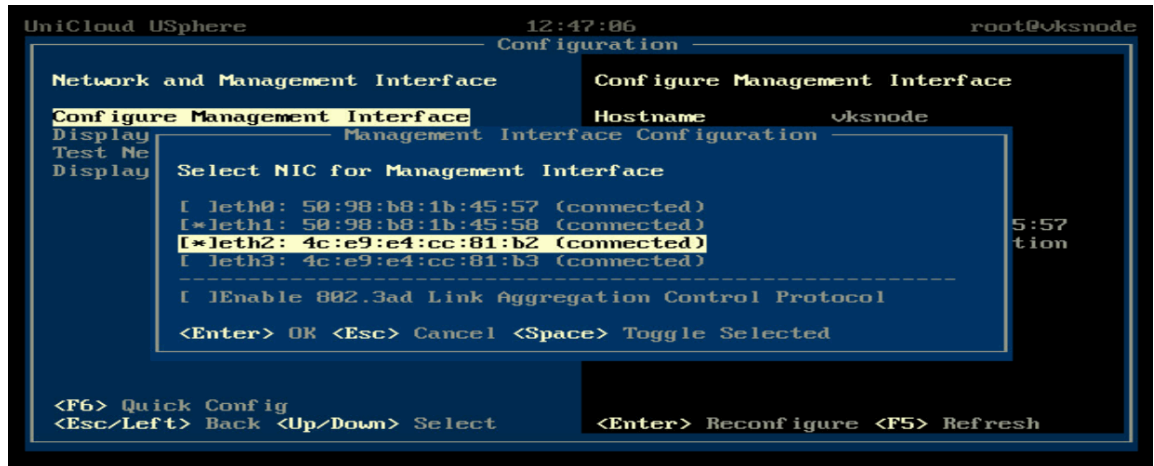 UniCloud USphere 12:47:06 root@vksnode
Configuration
Network and Management Interface Configure Management Interface
Configure Management Interface Hostname vksnode
Display Management Interface Configuration
Test Ne
Display Select NIC for Management Interface
[ ]eth0: 50:98:b8:1b:45:57 (connected)
[*]eth1: 50:98:b8:1b:45:58 (connected) 5:57
[*]eth2: 4c:e9:e4:cc:81:b2 (connected) tion
[ ]eth3: 4c:e9:e4:cc:81:b3 (connected)
------------------------------------------------------
[ ]Enable 802.3ad Link Aggregation Control Protocol
<Enter> OK <Esc> Cancel <Space> Toggle Selected
<F6> Quick Config
<Esc/Left> Back <Up/Down> Select <Enter> Reconfigure <F5> Refresh